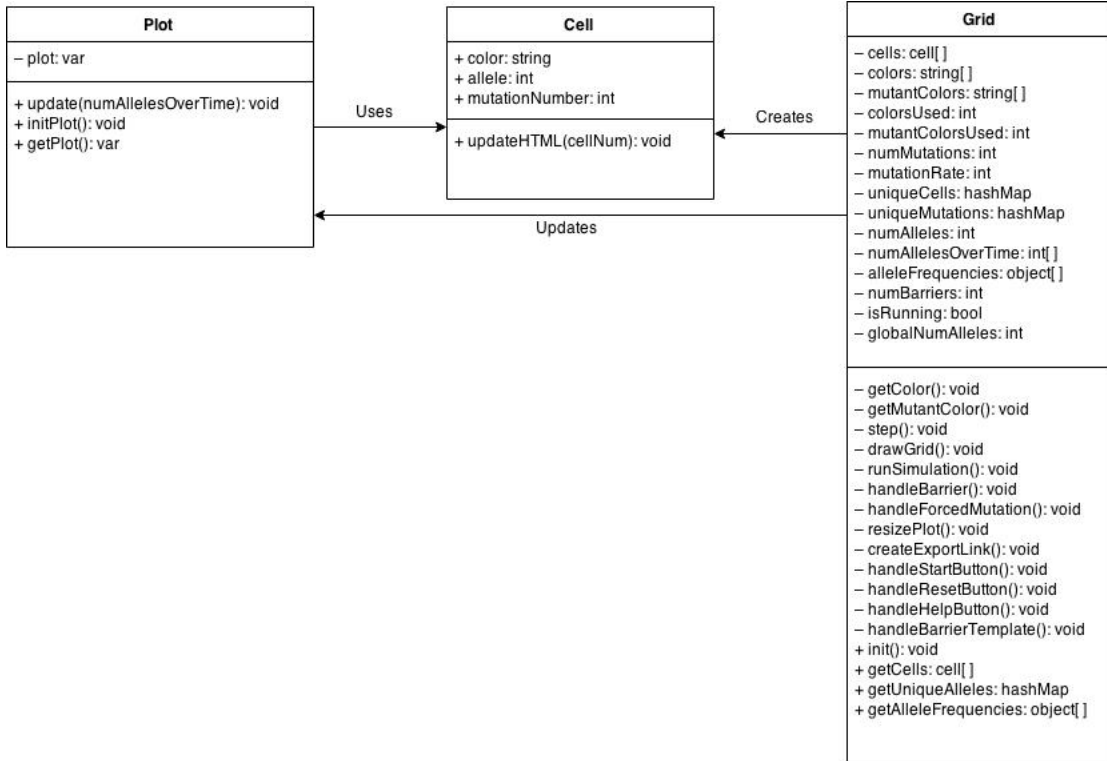 Plot
– plot: var
+ update(numAllelesOverTime): void
+ initPlot(): void
+ getPlot(): var
Uses
Cell
+ color: string
+ allele: int
+ mutationNumber: int
+ updateHTML(cellNum): void
Creates
Updates
Grid
– cells: cell[ ]
– colors: string[ ]
– mutantColors: string[ ]
– colorsUsed: int
– mutantColorsUsed: int
– numMutations: int
– mutationRate: int
– uniqueCells: hashMap
– uniqueMutations: hashMap
– numAlleles: int
– numAllelesOverTime: int[ ]
– alleleFrequencies: object[ ]
– numBarriers: int
– isRunning: bool
– globalNumAlleles: int
– getColor(): void
– getMutantColor(): void
– step(): void
– drawGrid(): void
– runSimulation(): void
– handleBarrier(): void
– handleForcedMutation(): void
– resizePlot(): void
– createExportLink(): void
– handleStartButton(): void
– handleResetButton(): void
– handleHelpButton(): void
– handleBarrierTemplate(): void
+ init(): void
+ getCells: cell[ ]
+ getUniqueAlleles: hashMap
+ getAlleleFrequencies: object[ ]